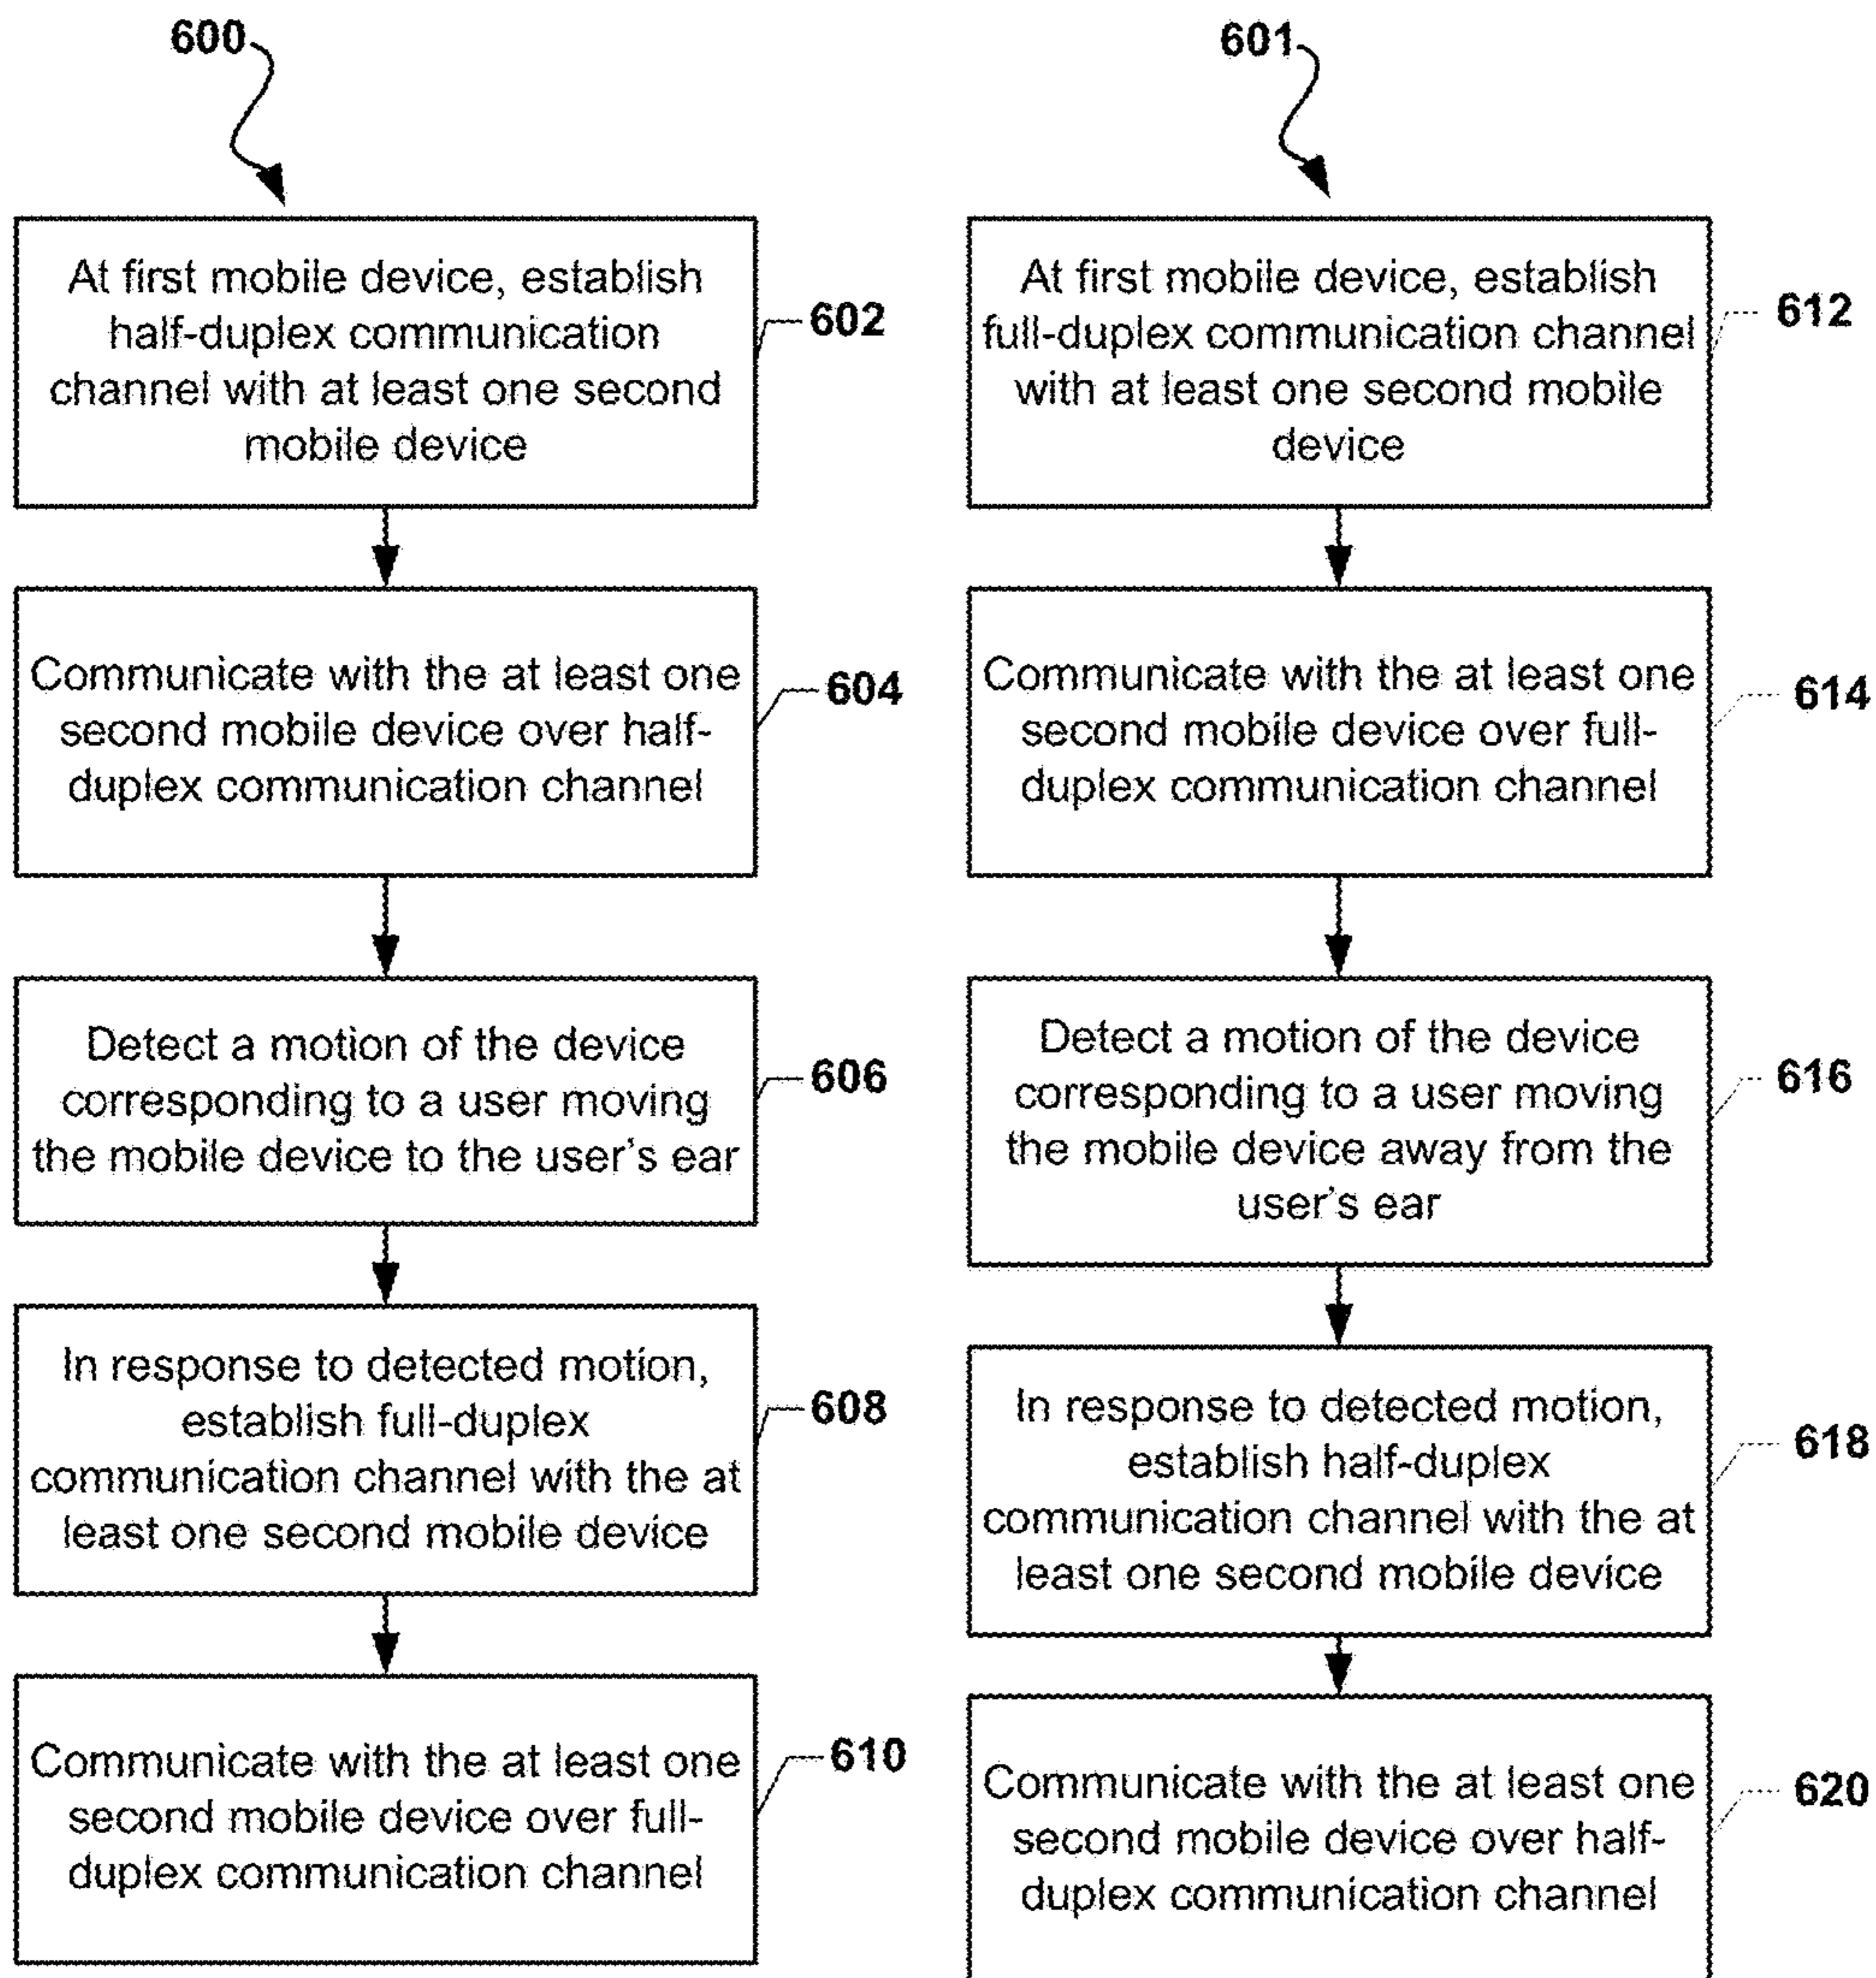 600
At first mobile device, establish
half-duplex communication
channel with at least one second
mobile device
602
Communicate with the at least one
second mobile device over half-
duplex communication channel
604
Detect a motion of the device
corresponding to a user moving
the mobile device to the user's ear
606
In response to detected motion,
establish full-duplex
communication channel with the at
least one second mobile device
608
Communicate with the at least one
second mobile device over full-
duplex communication channel
610
601
At first mobile device, establish
full-duplex communication channel
with at least one second mobile
device
612
Communicate with the at least one
second mobile device over full-
duplex communication channel
614
Detect a motion of the device
corresponding to a user moving
the mobile device away from the
user's ear
616
In response to detected motion,
establish half-duplex
communication channel with the at
least one second mobile device
618
Communicate with the at least one
second mobile device over half-
duplex communication channel
620